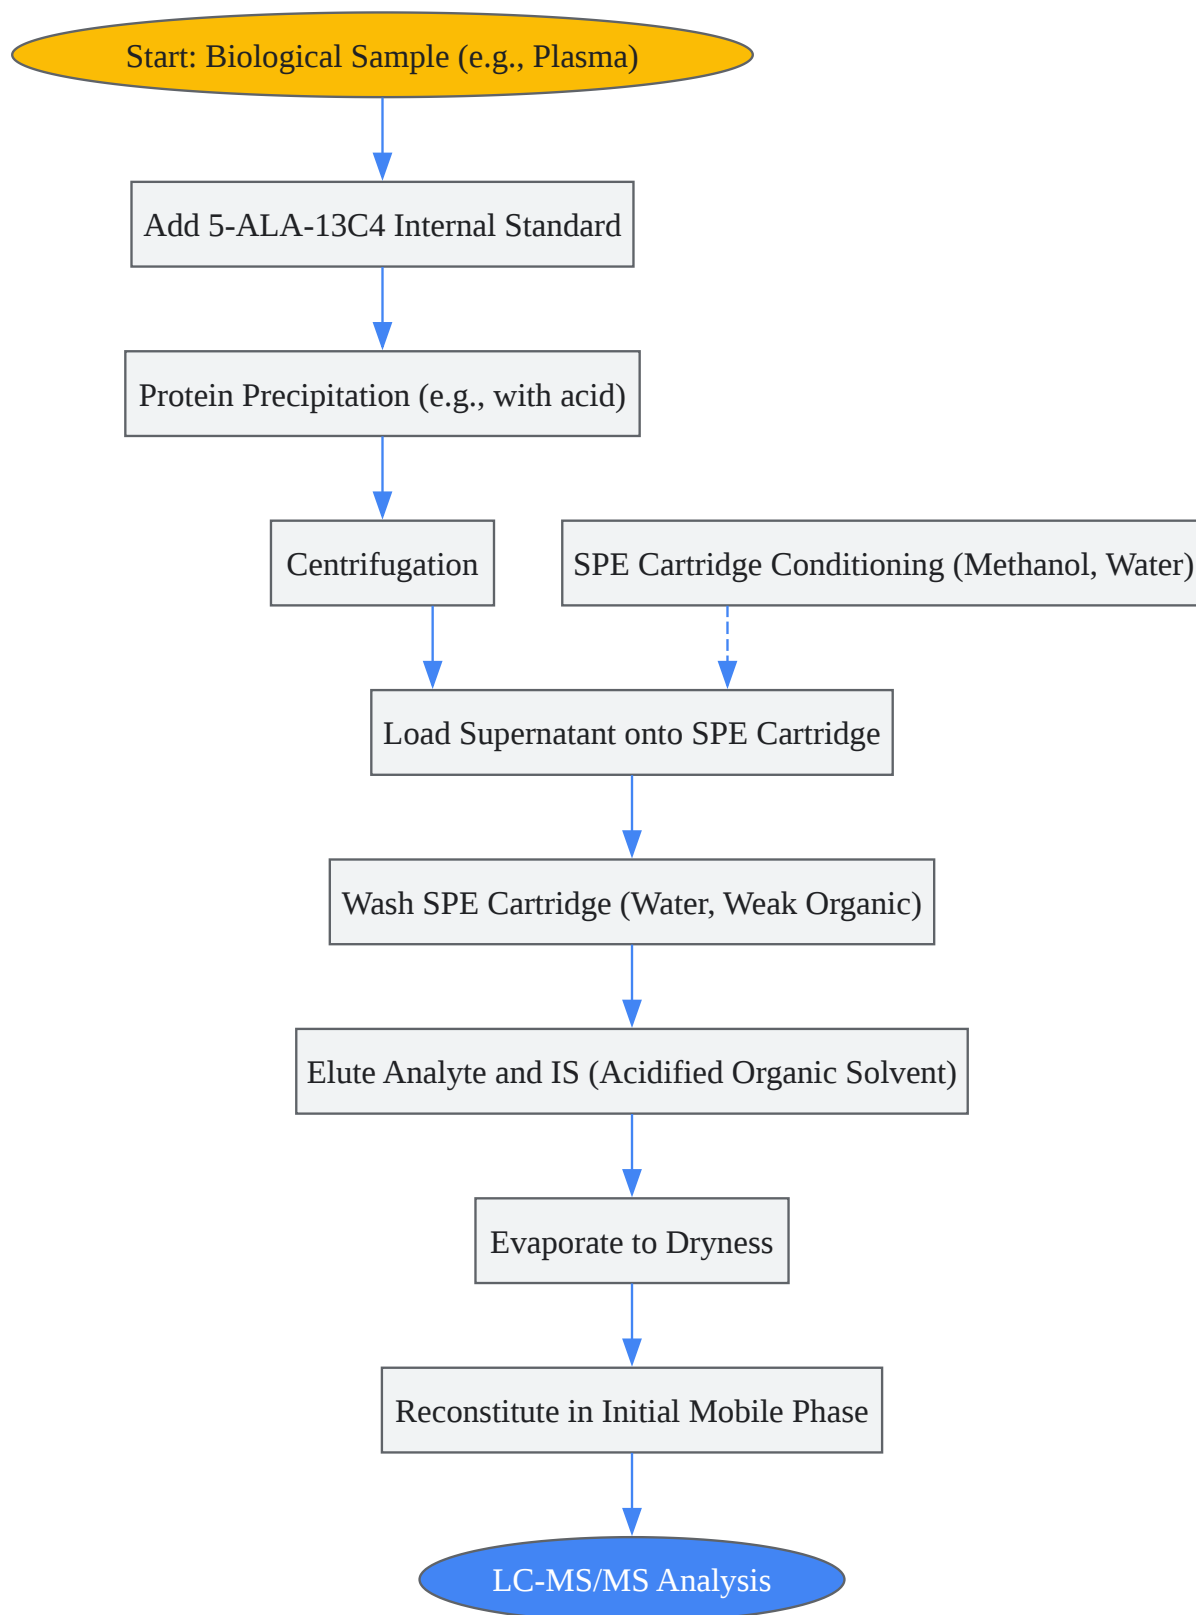 Start: Biological Sample (e.g., Plasma)
Add 5-ALA-13C4 Internal Standard
Protein Precipitation (e.g., with acid)
Centrifugation
SPE Cartridge Conditioning (Methanol, Water)
Load Supernatant onto SPE Cartridge
Wash SPE Cartridge (Water, Weak Organic)
Elute Analyte and IS (Acidified Organic Solvent)
Evaporate to Dryness
Reconstitute in Initial Mobile Phase
LC-MS/MS Analysis